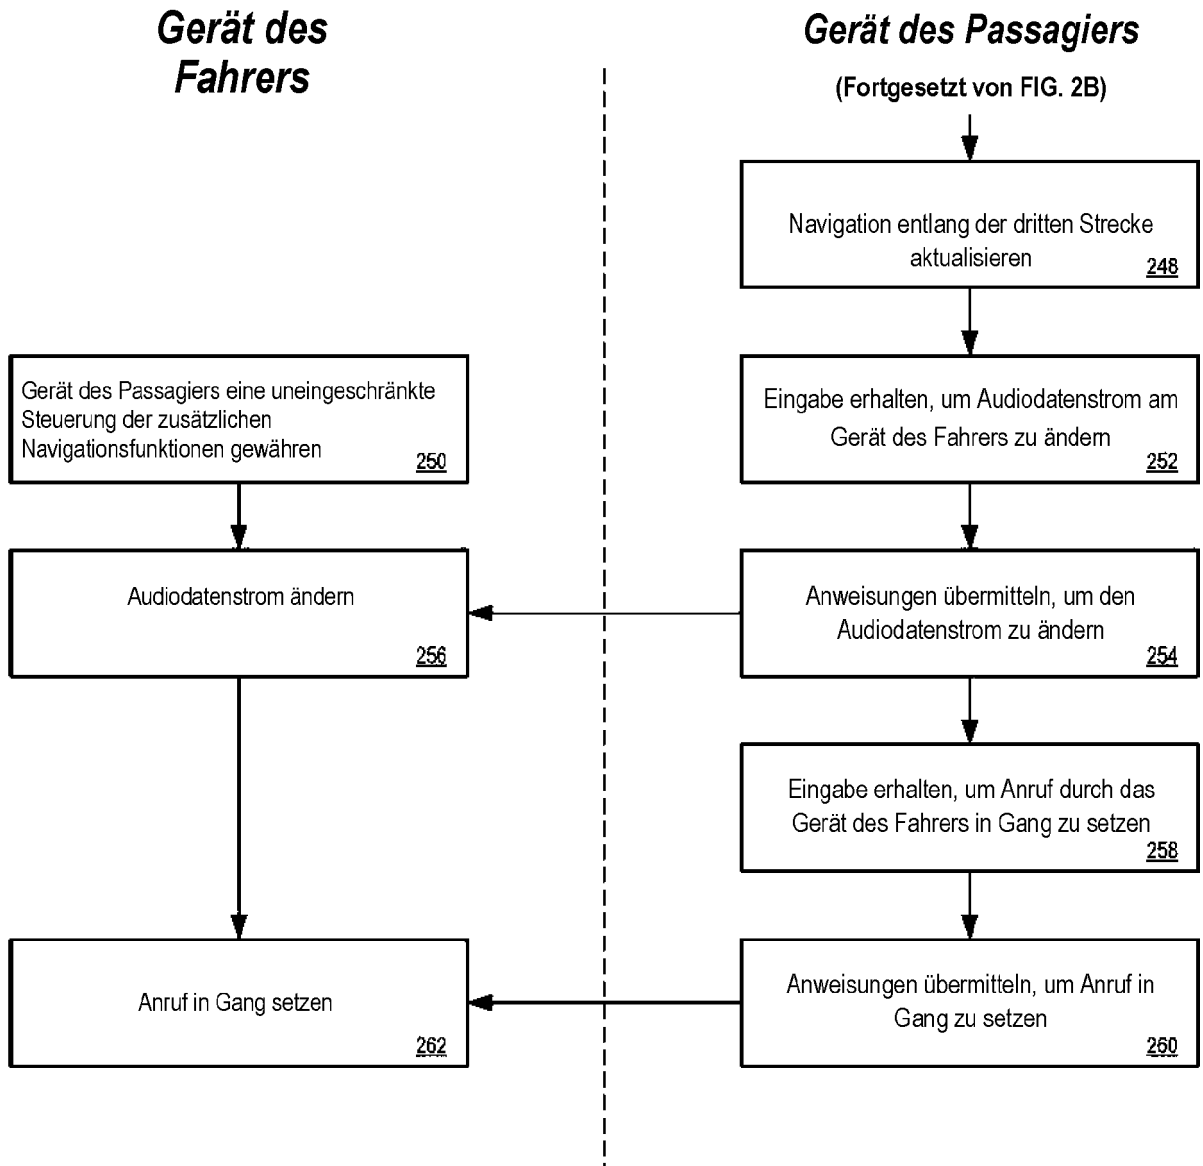 Gerät des
Fahrers
Gerät des Passagiers
(Fortgesetzt von FIG. 2B)
Navigation entlang der dritten Strecke
aktualisieren
248
Gerät des Passagiers eine uneingeschränkte
Steuerung der zusätzlichen
Navigationsfunktionen gewähren
250
Eingabe erhalten, um Audiodatenstrom am
Gerät des Fahrers zu ändern
252
Audiodatenstrom ändern
256
Anweisungen übermitteln, um den
Audiodatenstrom zu ändern
254
Eingabe erhalten, um Anruf durch das
Gerät des Fahrers in Gang zu setzen
258
Anruf in Gang setzen
262
Anweisungen übermitteln, um Anruf in
Gang zu setzen
260